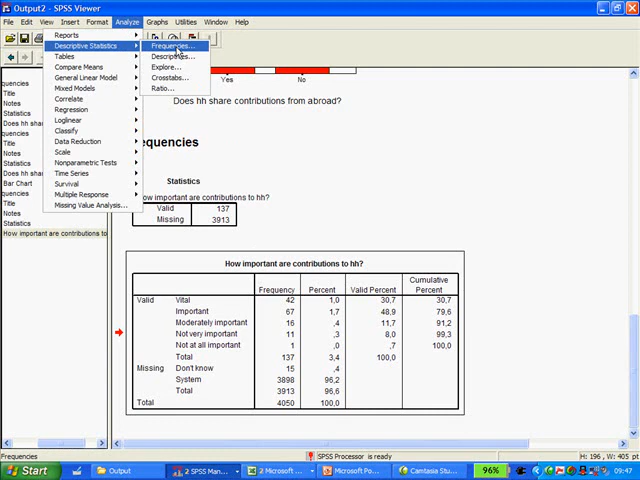 Output2 - SPSS Viewer
File Edit View Insert Format Analyze Graphs Utilities Window Help
Reports
Descriptive Statistics
Tables
Compare Means
General Linear Model
Mixed Models
Correlate
Regression
Loglinear
Classify
Data Reduction
Scale
Nonparametric Tests
Time Series
Survival
Multiple Response
Missing Value Analysis...
Frequencies...
Descriptives...
Explore...
Crosstabs...
Ratio...
quencies
Title
Notes
Statistics
Does hh share
quencies
Title
Notes
Statistics
Does hh share
Bar Chart
quencies
Title
Notes
Statistics
How important are contributions to
Yes No
Does hh share contributions from abroad?
equencies
Statistics
How important are contributions to hh?
Valid 137
Missing 3913
How important are contributions to hh?
Frequency Percent Valid Percent Cumulative Percent
Valid Vital 42 1,0 30,7 30,7
Important 67 1,7 48,9 79,6
Moderately important 16 ,4 11,7 91,2
Not very important 11 ,3 8,0 99,3
Not at all important 1 ,0 ,7 100,0
Total 137 3,4 100,0
Missing Don't know 15 ,4
System 3898 96,2
Total 3913 96,6
Total 4050 100,0
Frequencies
SPSS Processor is ready
H: 196 , W: 405 pt
Start
Output
2 SPSS Man...
2 Microsoft ...
Microsoft Po...
Camtasia Stu...
96%
09:47